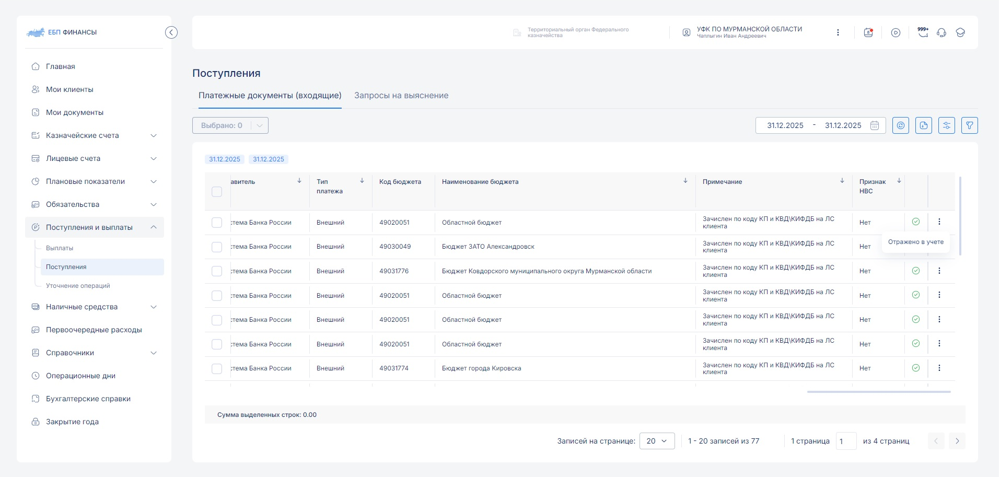 ЕБП ФИНАНСЫ
Главная
Мои клиенты
Мои документы
Казначейские счета
Лицевые счета
Плановые показатели
Обязательства
Поступления и выплаты
Выплаты
Поступления
Уточнение операций
Наличные средства
Первоочередные расходы
Справочники
Операционные дни
Бухгалтерские справки
Закрытие года
Территориальный орган Федерального
казначейства
УФК ПО МУРМАНСКОЙ ОБЛАСТИ
Чаплыгин Иван Андреевич
8
999+
Поступления
Платежные документы (входящие) Запросы на выяснение
Выбрано: 0
31.12.2025 - 31.12.2025
31.12.2025 31.12.2025
авитель Тип Код бюджета Наименование бюджета Примечание Признак
платежа НВС
стема Банка России Внешний 49020051 Областной бюджет Зачислен по коду КП и КВД\КИФДБ на ЛС Нет
клиента
Отражено в учете
стема Банка России Внешний 49030049 Бюджет ЗАТО Александровск Зачислен по коду КП и КВД\КИФДБ на ЛС Нет
клиента
стема Банка России Внешний 49031776 Бюджет Ковдорского муниципального округа Мурманской области Зачислен по коду КП и КВД\КИФДБ на ЛС Нет
клиента
стема Банка России Внешний 49020051 Областной бюджет Зачислен по коду КП и КВД\КИФДБ на ЛС Нет
клиента
стема Банка России Внешний 49020051 Областной бюджет Зачислен по коду КП и КВД\КИФДБ на ЛС Нет
клиента
стема Банка России Внешний 49020051 Областной бюджет Зачислен по коду КП и КВД\КИФДБ на ЛС Нет
клиента
стема Банка России Внешний 49031774 Бюджет города Кировска Зачислен по коду КП и КВД\КИФДБ на ЛС Нет
клиента
Сумма выделенных строк: 0.00
Записей на странице: 20 1 - 20 записей из 77 1 страница 1 из 4 страниц